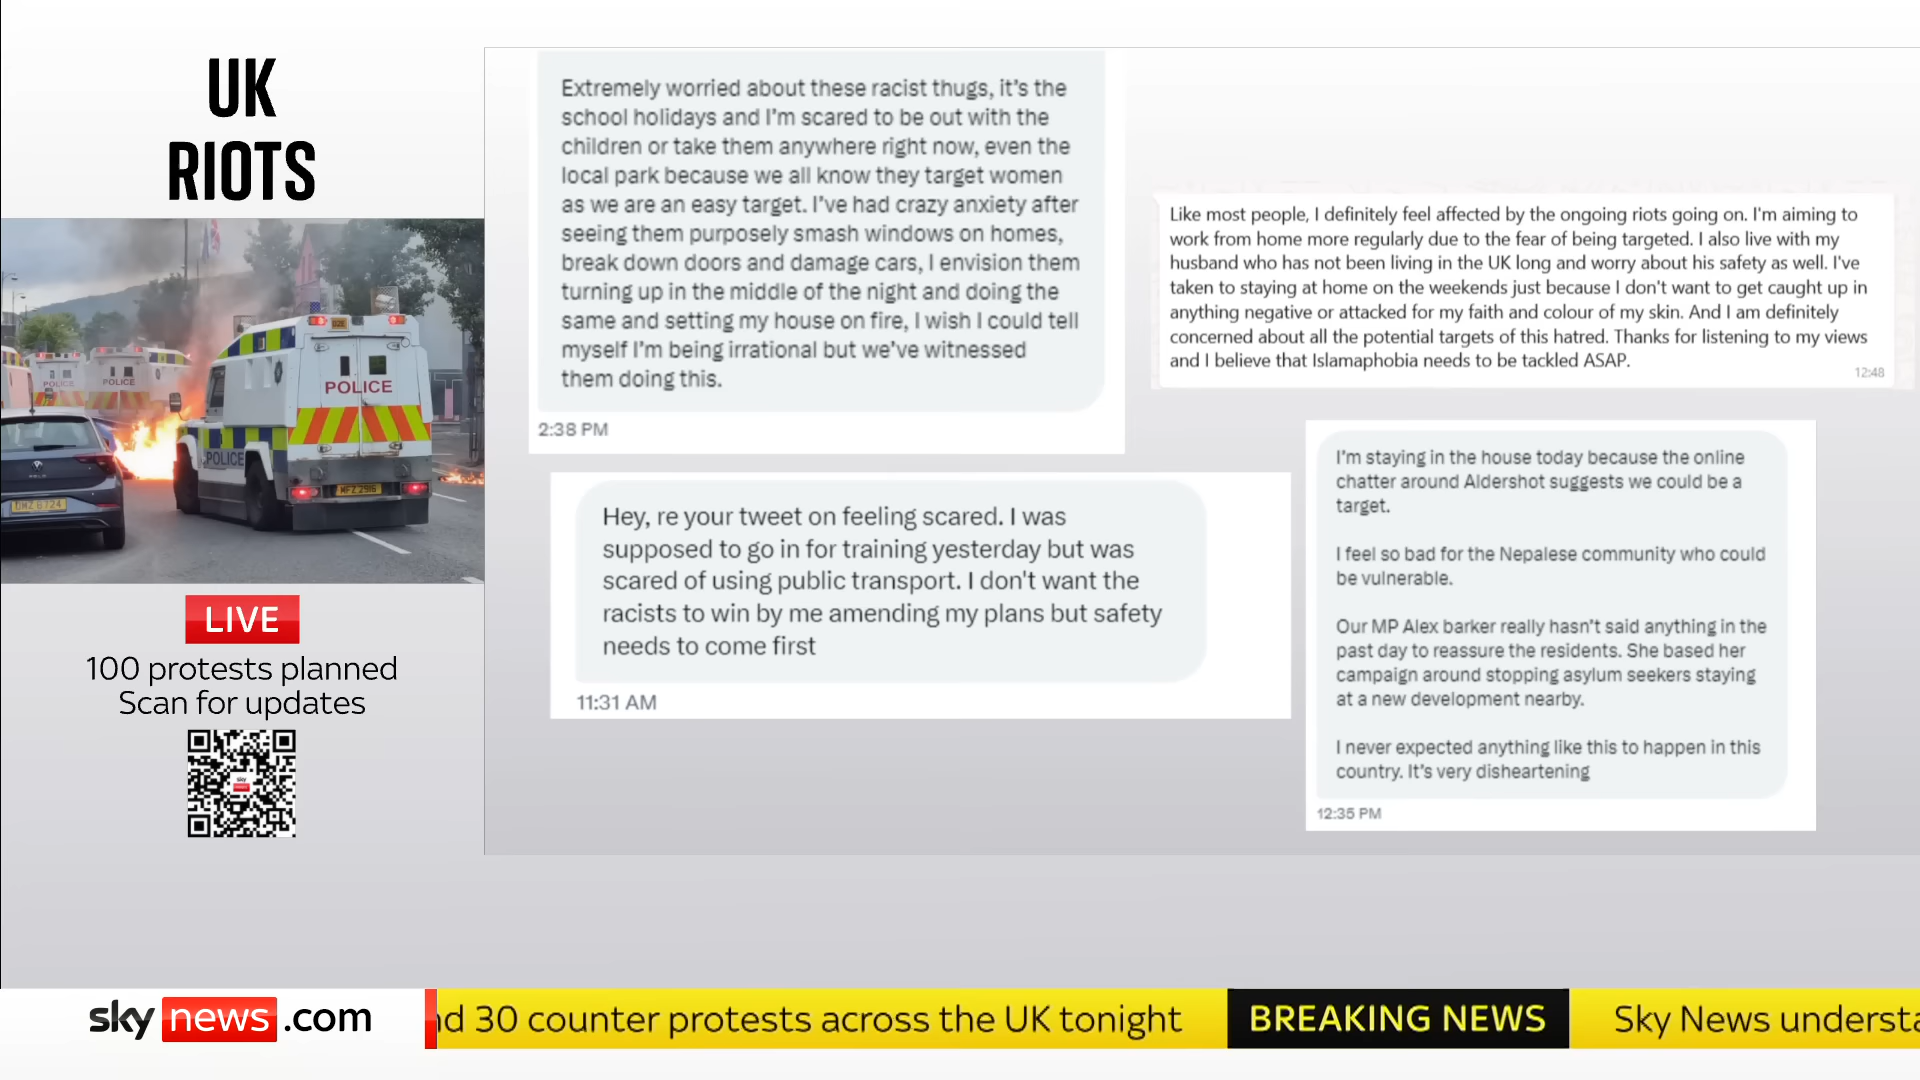 UK
RIOTS
POLICE
POLICE
POLICE
POLICE
MFZ 2916
LIVE
100 protests planned
Scan for updates
sky
Extremely worried about these racist thugs, it's the
school holidays and I'm scared to be out with the
children or take them anywhere right now, even the
local park because we all know they target women
as we are an easy target. I've had crazy anxiety after
seeing them purposely smash windows on homes,
break down doors and damage cars, I envision them
turning up in the middle of the night and doing the
same and setting my house on fire, I wish I could tell
myself I'm being irrational but we've witnessed
them doing this.
2:38 PM
Like most people, I definitely feel affected by the ongoing riots going on. I'm aiming to
work from home more regularly due to the fear of being targeted. I also live with my
husband who has not been living in the UK long and worry about his safety as well. I've
taken to staying at home on the weekends just because I don't want to get caught up in
anything negative or attacked for my faith and colour of my skin. And I am definitely
concerned about all the potential targets of this hatred. Thanks for listening to my views
and I believe that Islamaphobia needs to be tackled ASAP.
12:48
Hey, re your tweet on feeling scared. I was
supposed to go in for training yesterday but was
scared of using public transport. I don't want the
racists to win by me amending my plans but safety
needs to come first
11:31 AM
I'm staying in the house today because the online
chatter around Aldershot suggests we could be a
target.
I feel so bad for the Nepalese community who could
be vulnerable.
Our MP Alex barker really hasn't said anything in the
past day to reassure the residents. She based her
campaign around stopping asylum seekers staying
at a new development nearby.
I never expected anything like this to happen in this
country. It's very disheartening
12:35 PM
sky news .com
nd 30 counter protests across the UK tonight
BREAKING NEWS
Sky News understa